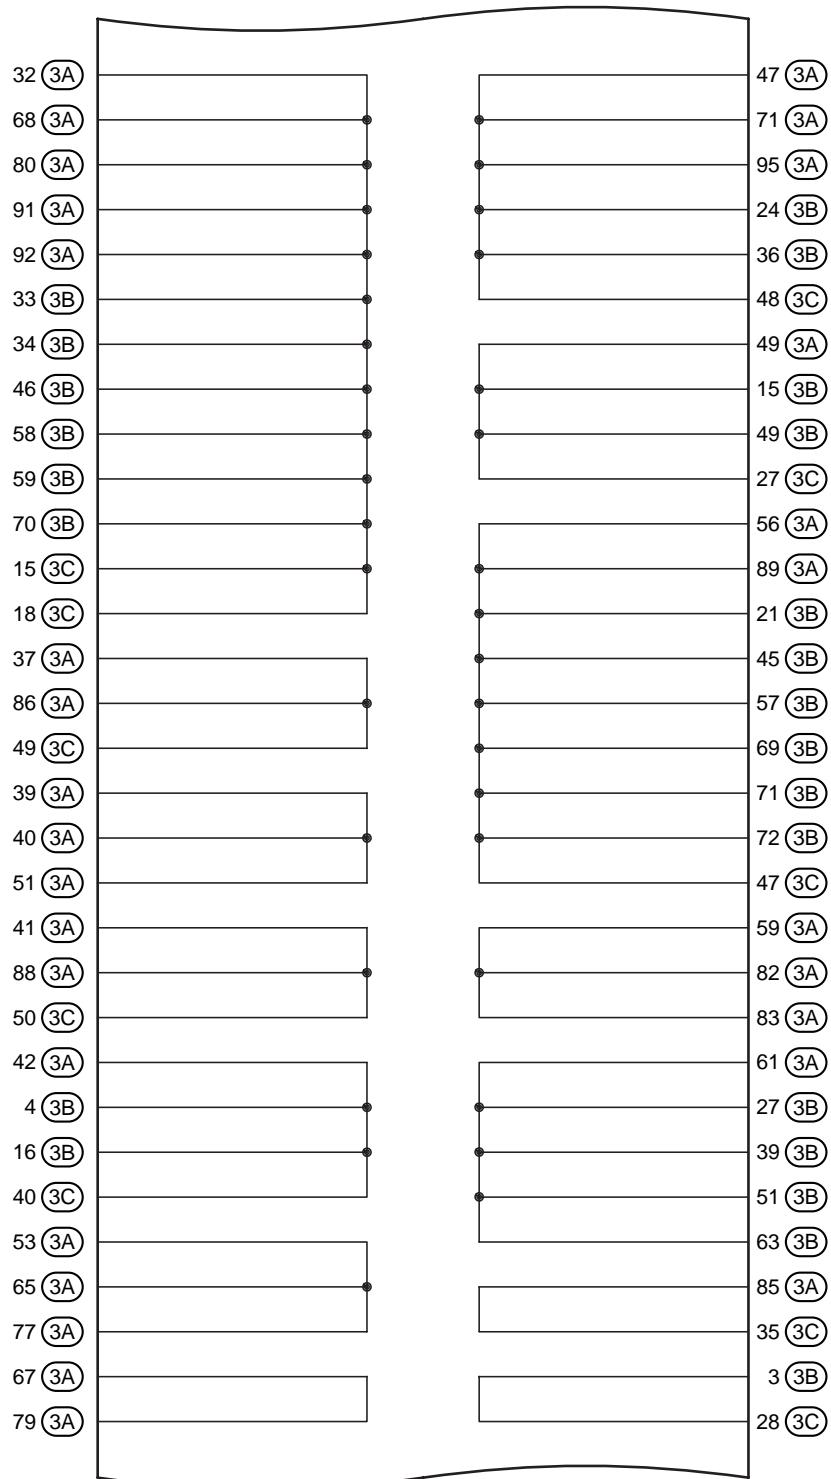 32 3A 47 3A
68 3A 71 3A
80 3A 95 3A
91 3A 24 3B
92 3A 36 3B
33 3B 48 3C
34 3B 49 3A
46 3B 15 3B
58 3B 49 3B
59 3B 27 3C
70 3B 56 3A
15 3C 89 3A
18 3C 21 3B
37 3A 45 3B
86 3A 57 3B
49 3C 69 3B
39 3A 71 3B
40 3A 72 3B
51 3A 47 3C
41 3A 59 3A
88 3A 82 3A
50 3C 83 3A
42 3A 61 3A
4 3B 27 3B
16 3B 39 3B
40 3C 51 3B
53 3A 63 3B
65 3A 85 3A
77 3A 35 3C
67 3A 3 3B
79 3A 28 3C